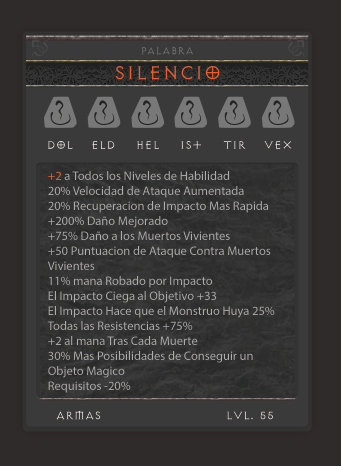 PALABRA
SILENCIO
DOL ELD HEL IST TIR VEX
+2 a Todos los Niveles de Habilidad
20% Velocidad de Ataque Aumentada
20% Recuperacion de Impacto Mas Rapida
+200% Daño Mejorado
+75% Daño a los Muertos Vivientes
+50 Puntuacion de Ataque Contra Muertos
Vivientes
11% mana Robado por Impacto
El Impacto Ciega al Objetivo +33
El Impacto Hace que el Monstruo Huya 25%
Todas las Resistencias +75%
+2 al mana Tras Cada Muerte
30% Mas Posibilidades de Conseguir un
Objeto Magico
Requisitos -20%
ARMAS LVL. 55